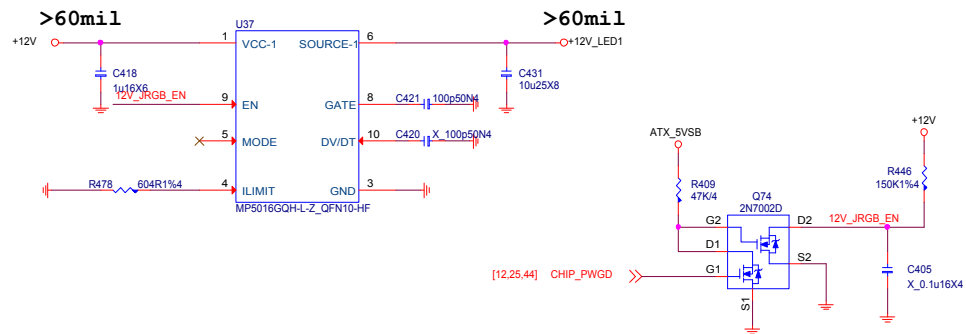 >60mil
>60mil
U37
+12V
1
VCC-1
SOURCE-1
6
+12V_LED1
C418
1u16X6
C431
10u25X8
12V_JRGB_EN
9
EN
GATE
8
C421
100p50N4
5
MODE
DV/DT
10
C420
X_100p50N4
R478
604R1%4
4
ILIMIT
GND
3
MP5016GQH-L-Z_QFN10-HF
ATX_5VSB
+12V
R409
47K/4
Q74
2N7002D
R446
150K1%4
G2
D2
12V_JRGB_EN
D1
S2
[12,25,44]
CHIP_PWGD
G1
S1
C405
X_0.1u16X4